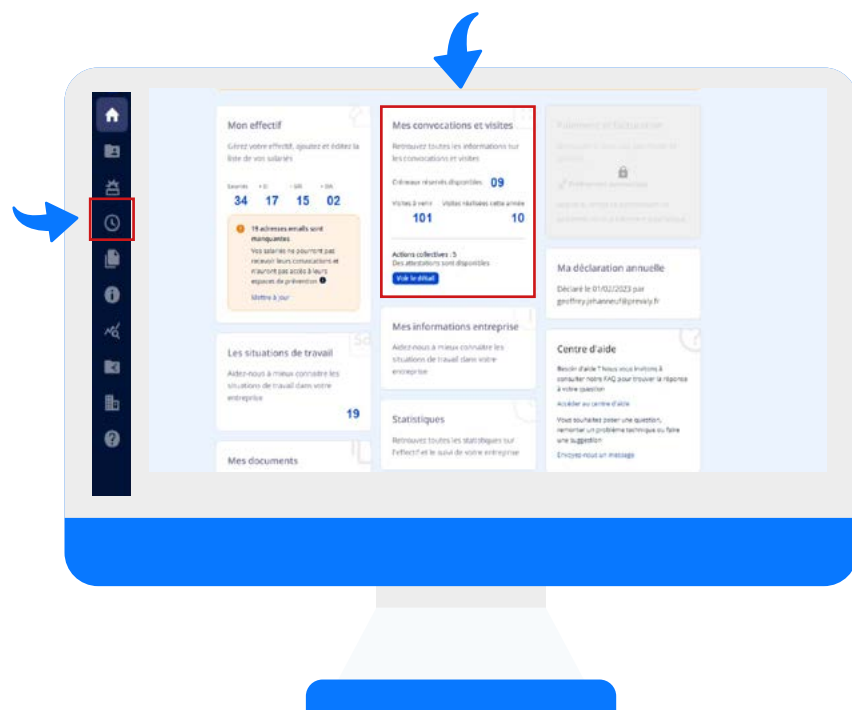 Mon effectif
Gérez votre effectif, ajoutez et éditez la
liste de vos salariés
Salariés
34 17 15 02
19 adresses emails sont
manquantes
Vos salariés ne pourront pas
recevoir leurs convocations et
n'auront pas accès à leurs
espaces de prévention
Mettre à jour
Les situations de travail
Aidez-nous à mieux connaître les
situations de travail dans votre
entreprise
19
Mes documents
Mes convocations et visites
Retrouvez toutes les informations sur
les convocations et visites
Créneaux réservés disponibles 09
Visites à venir Visites réalisées cette année
101 10
Actions collectives : 5
Des attestations sont disponibles
Voir le détail
Mes informations entreprise
Aidez-nous à mieux connaître les
situations de travail dans votre
entreprise
Statistiques
Retrouvez toutes les statistiques sur
l'effectif et le suivi de votre entreprise
Paiement et facturation
Ma déclaration annuelle
Déclaré le 01/02/2023 par
geoffrey.jehanneuf@prevaly.fr
Centre d'aide
Besoin d'aide ? Nous vous invitons à
consulter notre FAQ pour trouver la réponse
à votre question
Accéder au centre d'aide
Vous souhaitez poser une question,
remonter un problème technique ou faire
une suggestion
Envoyez-nous un message